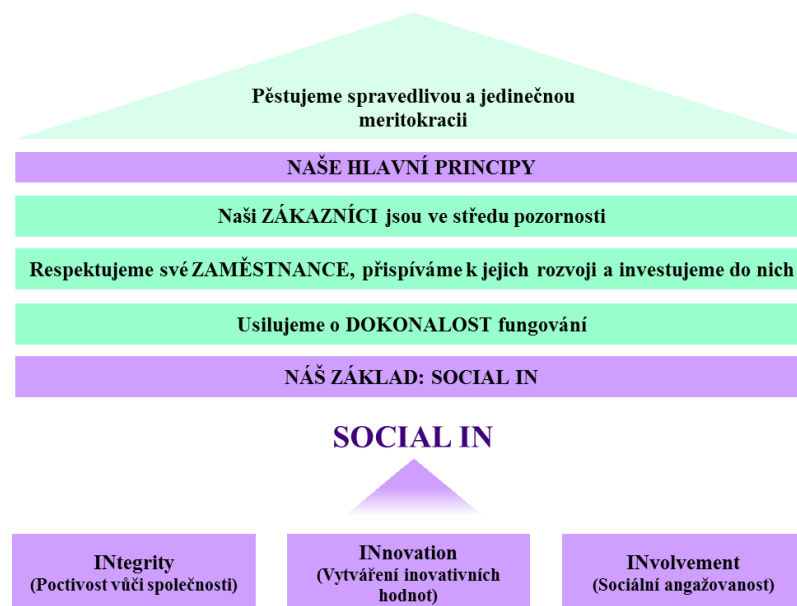 Pěstujeme spravedlivou a jedinečnou
meritokracii
NAŠE HLAVNÍ PRINCIPY
Naši ZÁKAZNÍCI jsou ve středu pozornosti
Respektujeme své ZAMĚSTNANCE, přispíváme k jejich rozvoji a investujeme do nich
Usilujeme o DOKONALOST fungování
NÁŠ ZÁKLAD: SOCIAL IN
SOCIAL IN
INtegrity
(Poctivost vůči společnosti)
INnovation
(Vytváření inovativních
hodnot)
INvolvement
(Sociální angažovanost)